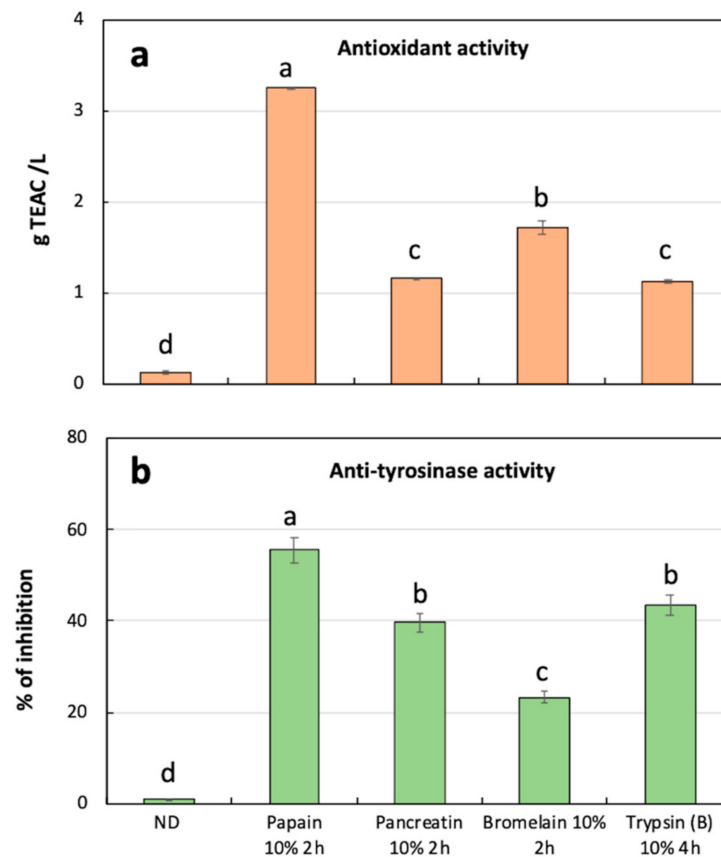 a
Antioxidant activity
g TEAC /L
4
3
2
1
0
d
a
c
b
c
b
Anti-tyrosinase activity
% of inhibition
80
60
40
20
0
d
a
b
c
b
ND
Papain
10% 2h
Pancreatin
10% 2h
Bromelain 10%
2h
Trypsin (B)
10% 4h